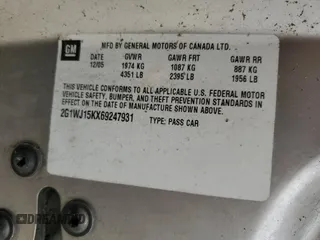 GM
MFD BY GENERAL MOTORS OF CANADA LTD.
DATE GVWR GAWR FRT GAWR RR
12/05 1974 KG 1087 KG 887 KG
4351 LB 2395 LB 1956 LB
THIS VEHICLE CONFORMS TO ALL APPLICABLE U.S. FEDERAL MOTOR
VEHICLE SAFETY, BUMPER, AND THEFT PREVENTION STANDARDS IN
EFFECT ON THE DATE OF MANUFACTURE SHOWN ABOVE.
2G1WJ15KX69247931 TYPE: PASS CAR
DREAMBID